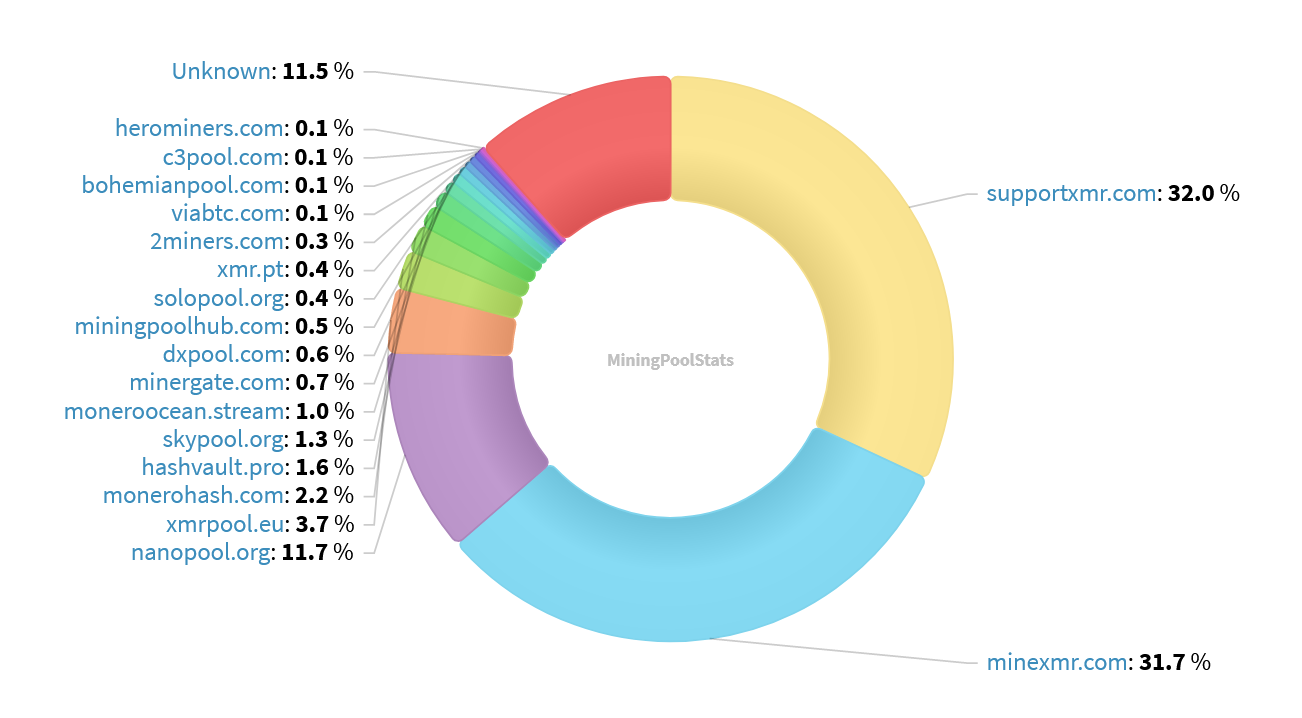 Unknown: 11.5 %
herominers.com: 0.1 %
c3pool.com: 0.1 %
bohemianpool.com: 0.1 %
viabtc.com: 0.1 %
2miners.com: 0.3 %
xmr.pt: 0.4 %
solopool.org: 0.4 %
miningpoolhub.com: 0.5 %
dxpool.com: 0.6 %
minergate.com: 0.7 %
moneroocean.stream: 1.0 %
skypool.org: 1.3 %
hashvault.pro: 1.6 %
monerohash.com: 2.2 %
xmrpool.eu: 3.7 %
nanopool.org: 11.7 %
MiningPoolStats
supportxmr.com: 32.0 %
minexmr.com: 31.7 %